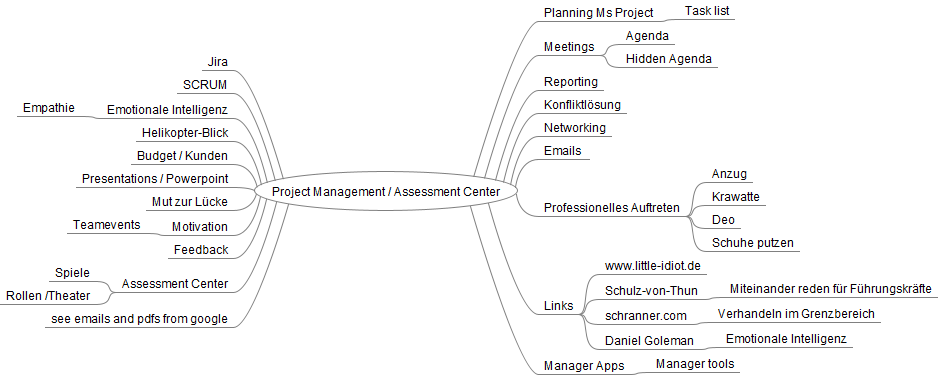 Project Management / Assessment Center
Planning Ms Project
Task list
Meetings
Agenda
Hidden Agenda
Reporting
Konfliktlösung
Networking
Emails
Professionelles Auftreten
Anzug
Krawatte
Deo
Schuhe putzen
Links
www.little-idiot.de
Schulz-von-Thun
Miteinander reden für Führungskräfte
schranner.com
Verhandeln im Grenzbereich
Daniel Goleman
Emotionale Intelligenz
Manager Apps
Manager tools
Jira
SCRUM
Emotionale Intelligenz
Empathie
Helikopter-Blick
Budget / Kunden
Presentations / Powerpoint
Mut zur Lücke
Motivation
Teamevents
Feedback
Assessment Center
Spiele
Rollen /Theater
see emails and pdfs from google